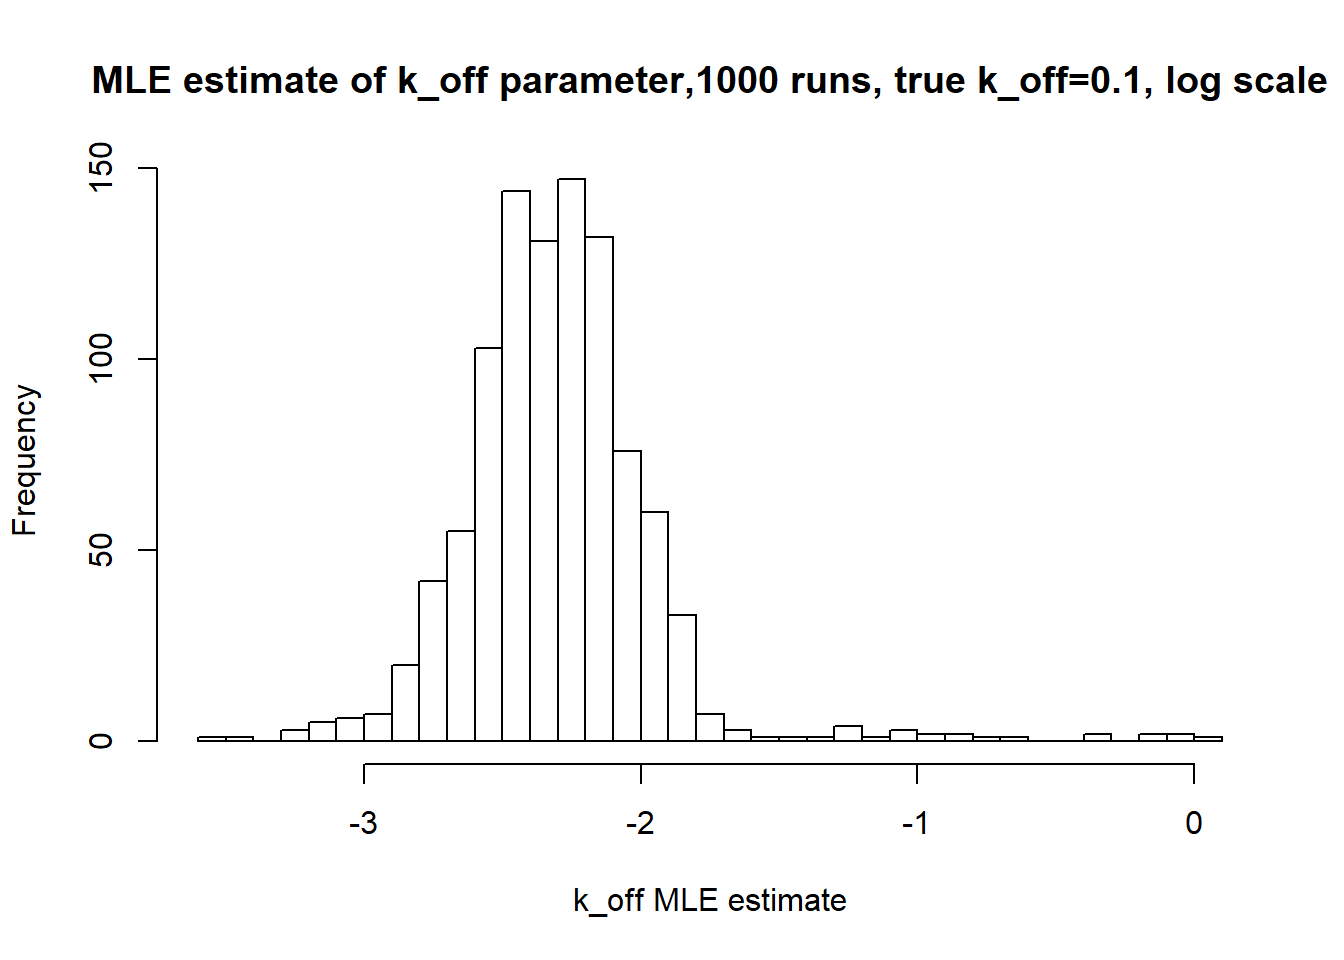 MLE estimate of k_off parameter,1000 runs, true k_off=0.1, log scale
150
100
50
0
Frequency
-3 -2 -1 0
k_off MLE estimate